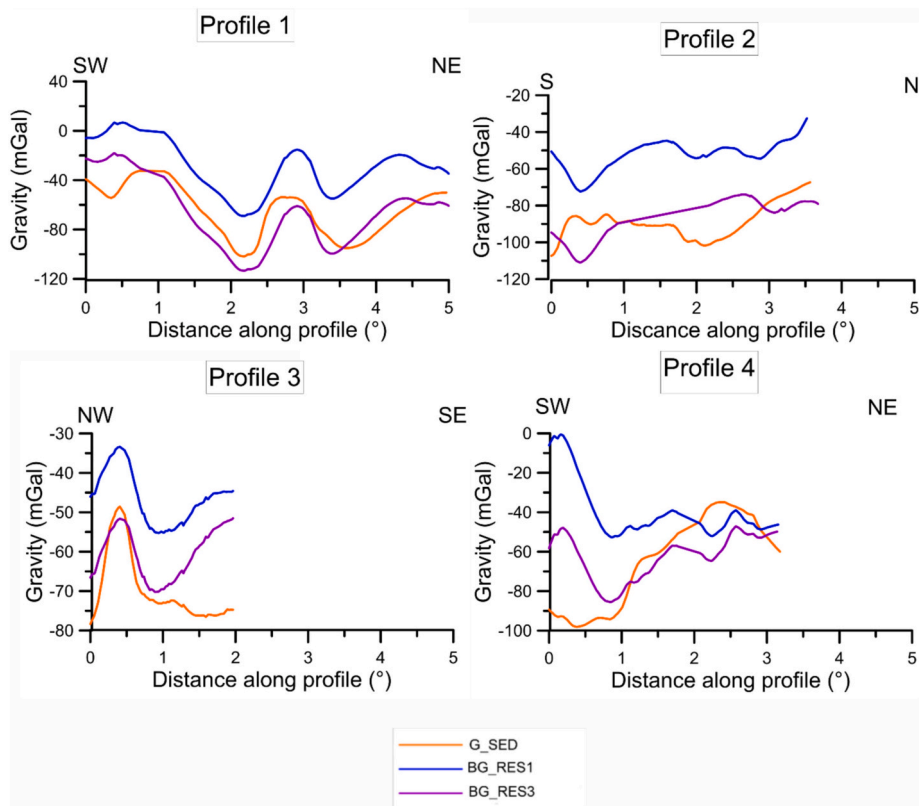 Profile 1
SW NE
40
0
-40
-80
-120
Gravity (mGal)
0 1 2 3 4 5
Distance along profile (°)
Profile 2
S N
-20
-40
-60
-80
-100
-120
Gravity (mGal)
0 1 2 3 4 5
Discance along profile (°)
Profile 3
NW SE
-30
-40
-50
-60
-70
-80
Gravity (mGal)
0 1 2 3 4 5
Distance along profile (°)
Profile 4
SW NE
0
-20
-40
-60
-80
-100
Gravity (mGal)
0 1 2 3 4 5
Distance along profile (°)
G_SED
BG_RES1
BG_RES3